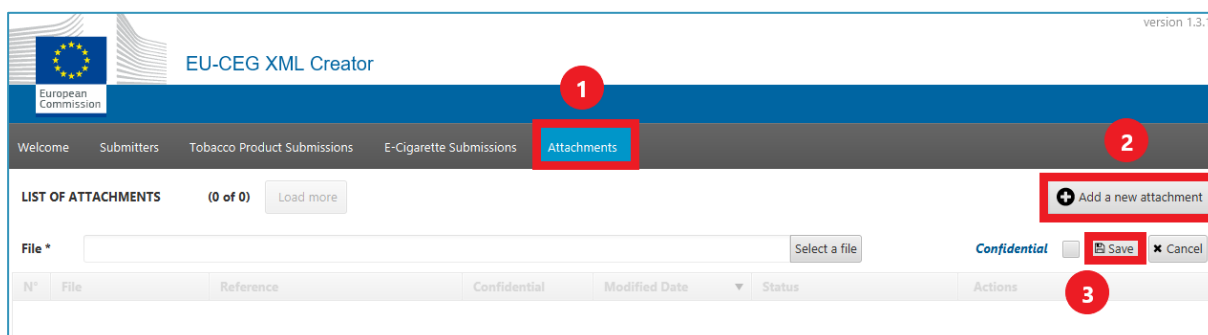 version 1.3.1
EU-CEG XML Creator
European
Commission
1
Welcome Submitters Tobacco Product Submissions E-Cigarette Submissions Attachments
2
LIST OF ATTACHMENTS (0 of 0) Load more Add a new attachment
File * Select a file Confidential Save Cancel
N° File Reference Confidential Modified Date Status Actions
3